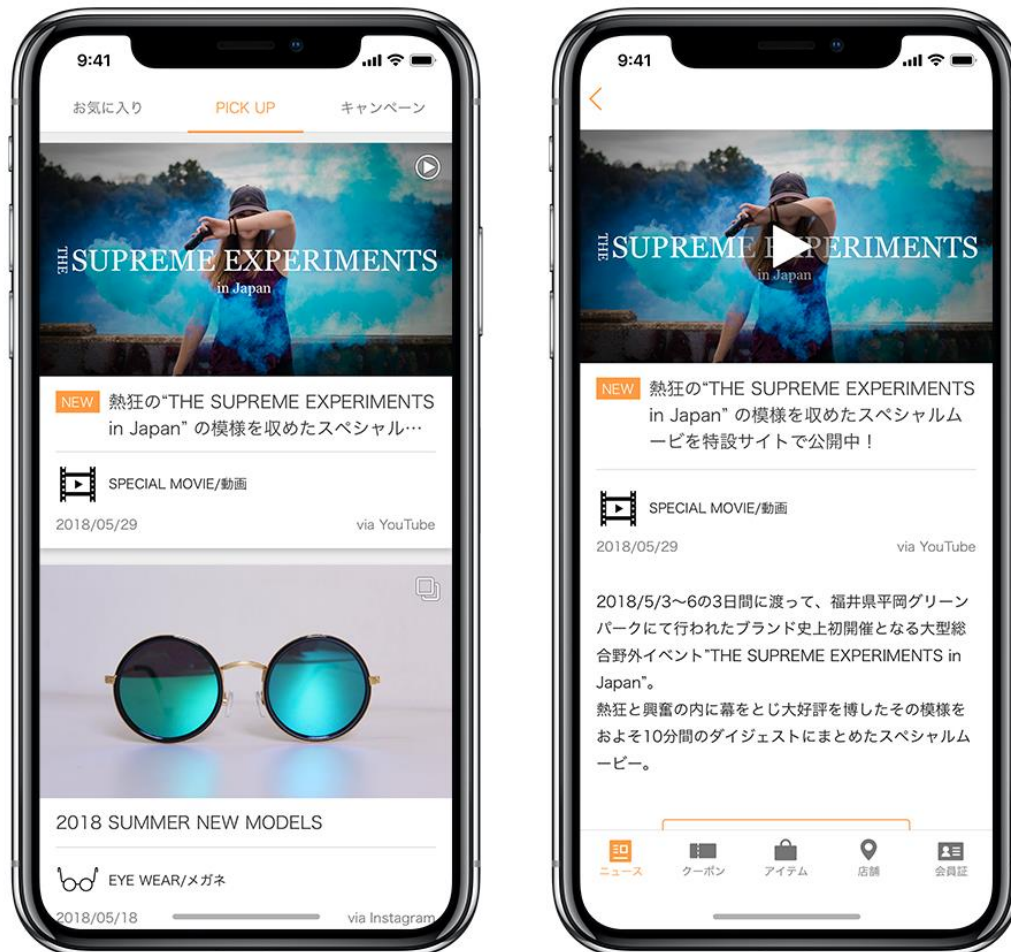 9:41
お気に入り
PICK UP
キャンペーン
THE SUPREME EXPERIMENTS
in Japan
NEW 熱狂の“THE SUPREME EXPERIMENTS
in Japan” の模様を収めたスペシャル…
SPECIAL MOVIE/動画
2018/05/29
via YouTube
2018 SUMMER NEW MODELS
EYE WEAR/メガネ
2018/05/18
via Instagram
9:41
THE SUPREME EXPERIMENTS
in Japan
NEW 熱狂の“THE SUPREME EXPERIMENTS
in Japan” の模様を収めたスペシャルム
ービを特設サイトで公開中！
SPECIAL MOVIE/動画
2018/05/29
via YouTube
2018/5/3〜6の3日間に渡って、福井県平岡グリーン
パークにて行われたブランド史上初開催となる大型総
合野外イベント”THE SUPREME EXPERIMENTS in
Japan”。
熱狂と興奮の内に幕をとじ大好評を博したその模様を
およそ10分間のダイジェストにまとめたスペシャルム
ービー。
ニュース
クーポン
アイテム
店舗
会員証